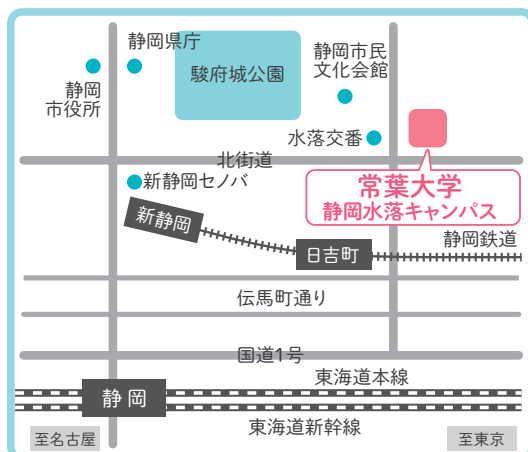 静岡県庁
静岡
市役所
駿府城公園
静岡市民
文化会館
水落交番
北街道
新静岡セノバ
常葉大学
静岡水落キャンパス
新静岡
日吉町
静岡鉄道
伝馬町通り
国道1号
東海道本線
静岡
東海道新幹線
至名古屋
至東京